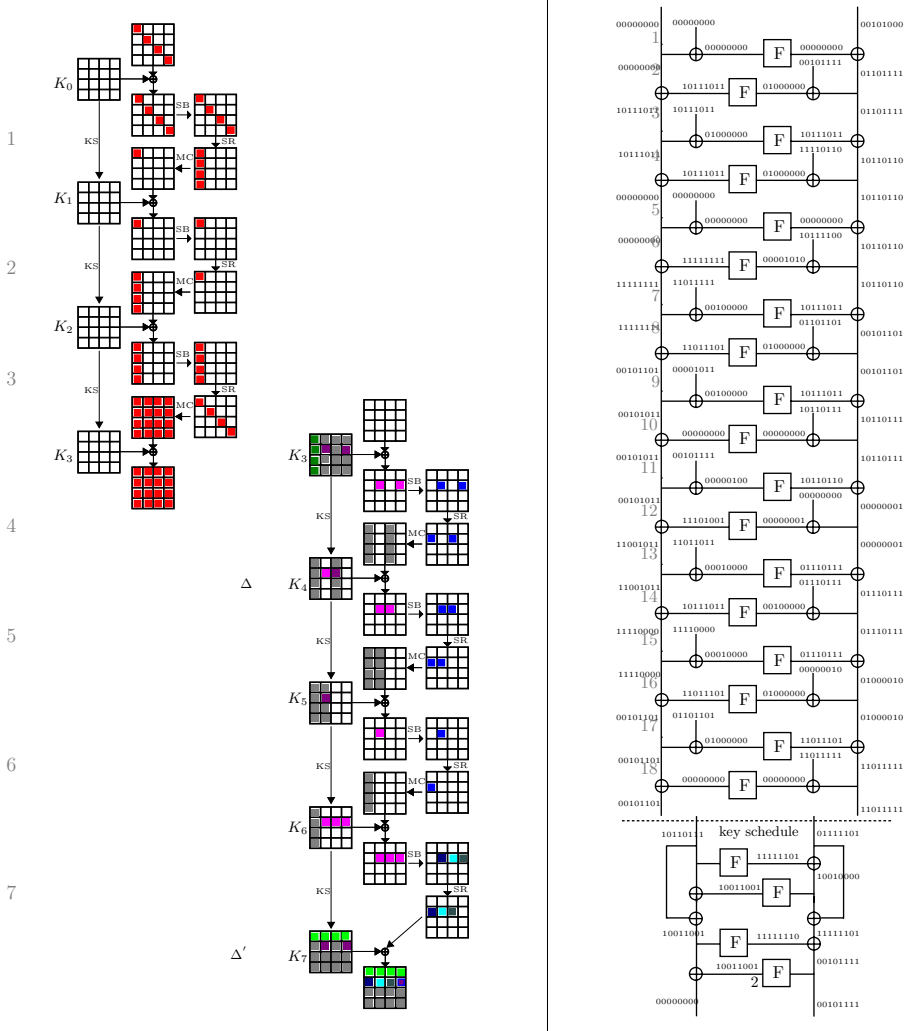 K0
SB
1
KS
SR
MC
K1
SB
2
KS
SR
MC
K2
SB
3
KS
SR
MC
K3
K3
SB
4
KS
SR
MC
Δ
K4
SB
5
KS
SR
MC
K5
SB
6
KS
SR
MC
K6
SB
7
KS
SR
Δ′
K7
00000000 00000000 00101000
1
00000000 F 00000000
00000000 00101111 01101111
2
10111011 F 01000000
10111011 10111011 01101111
3
01000000 F 10111011
10111011 11110110 10110110
4
10111011 F 01000000
00000000 00000000 10110110
5
00000000 F 00000000
00000000 10111100 10110110
6
11111111 F 00001010
11111111 11011111 10110110
7
00100000 F 10111011
11111111 01101101 00101101
8
11011101 F 01000000
00101101 00001011 00101101
9
00100000 F 10111011
00101011 10110111 10110111
10
00000000 F 00000000
00101011 00101111 10110111
11
00000100 F 10110110
00101011 00000000 00000001
12
11101001 F 00000001
11001011 11011011 00000001
13
00010000 F 01110111
11001011 01110111 01110111
14
10111011 F 00100000
11110000 11110000 01110111
15
00010000 F 01110111
11110000 00000010 01000010
16
11011101 F 01000000
00101101 01101101 01000010
17
01000000 F 11011101
00101101 11011111 11011111
18
00000000 F 00000000
00101101 11011111
10110111 key schedule 01111101
F 11111101
10010000
10011001 F
10011001 11111101
F 11111110
00101111
10011001 F
2
00000000 00101111